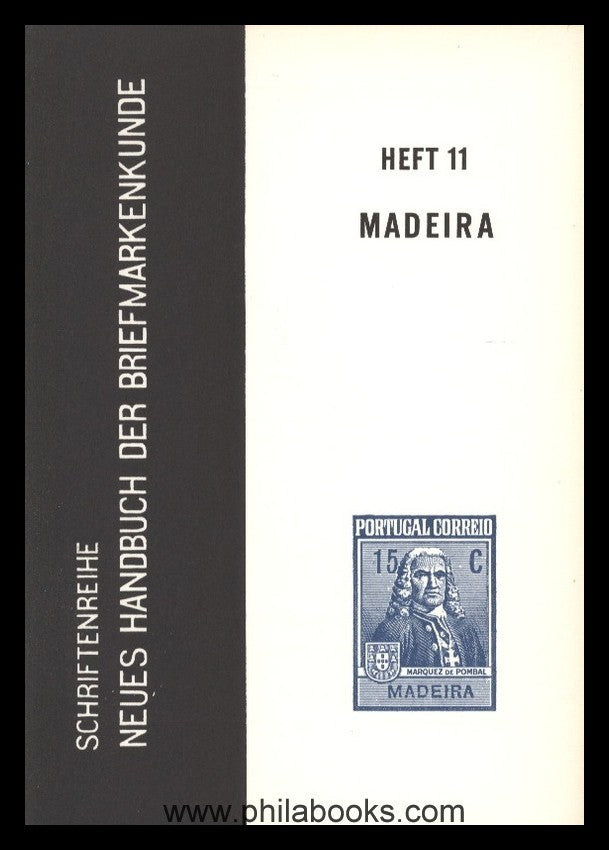 SCHRIFTENREIHE
NEUES HANDBUCH DER BRIEFMARKENKUNDE
HEFT 11
MADEIRA
PORTUGAL CORREIO
15 C
MARQUEZ DE POMBAL
MADEIRA
www.philabooks.com